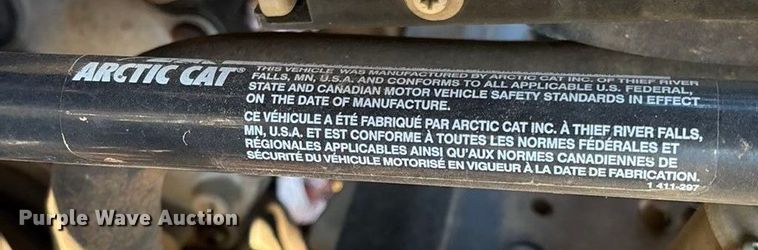 ARCTIC CAT®
THIS VEHICLE WAS MANUFACTURED BY ARCTIC CAT INC. OF THIEF RIVER
FALLS, MN, U.S.A. AND CONFORMS TO ALL APPLICABLE U.S. FEDERAL,
STATE AND CANADIAN MOTOR VEHICLE SAFETY STANDARDS IN EFFECT
ON THE DATE OF MANUFACTURE.
CE VÉHICULE A ÉTÉ FABRIQUÉ PAR ARCTIC CAT INC. À THIEF RIVER FALLS,
MN, U.S.A. ET EST CONFORME À TOUTES LES NORMES FÉDÉRALES ET
RÉGIONALES APPLICABLES AINSI QU'AUX NORMES CANADIENNES DE
SÉCURITÉ DU VÉHICULE MOTORISÉ EN VIGUEUR À LA DATE DE FABRICATION.
1 411-297
Purple Wave Auction